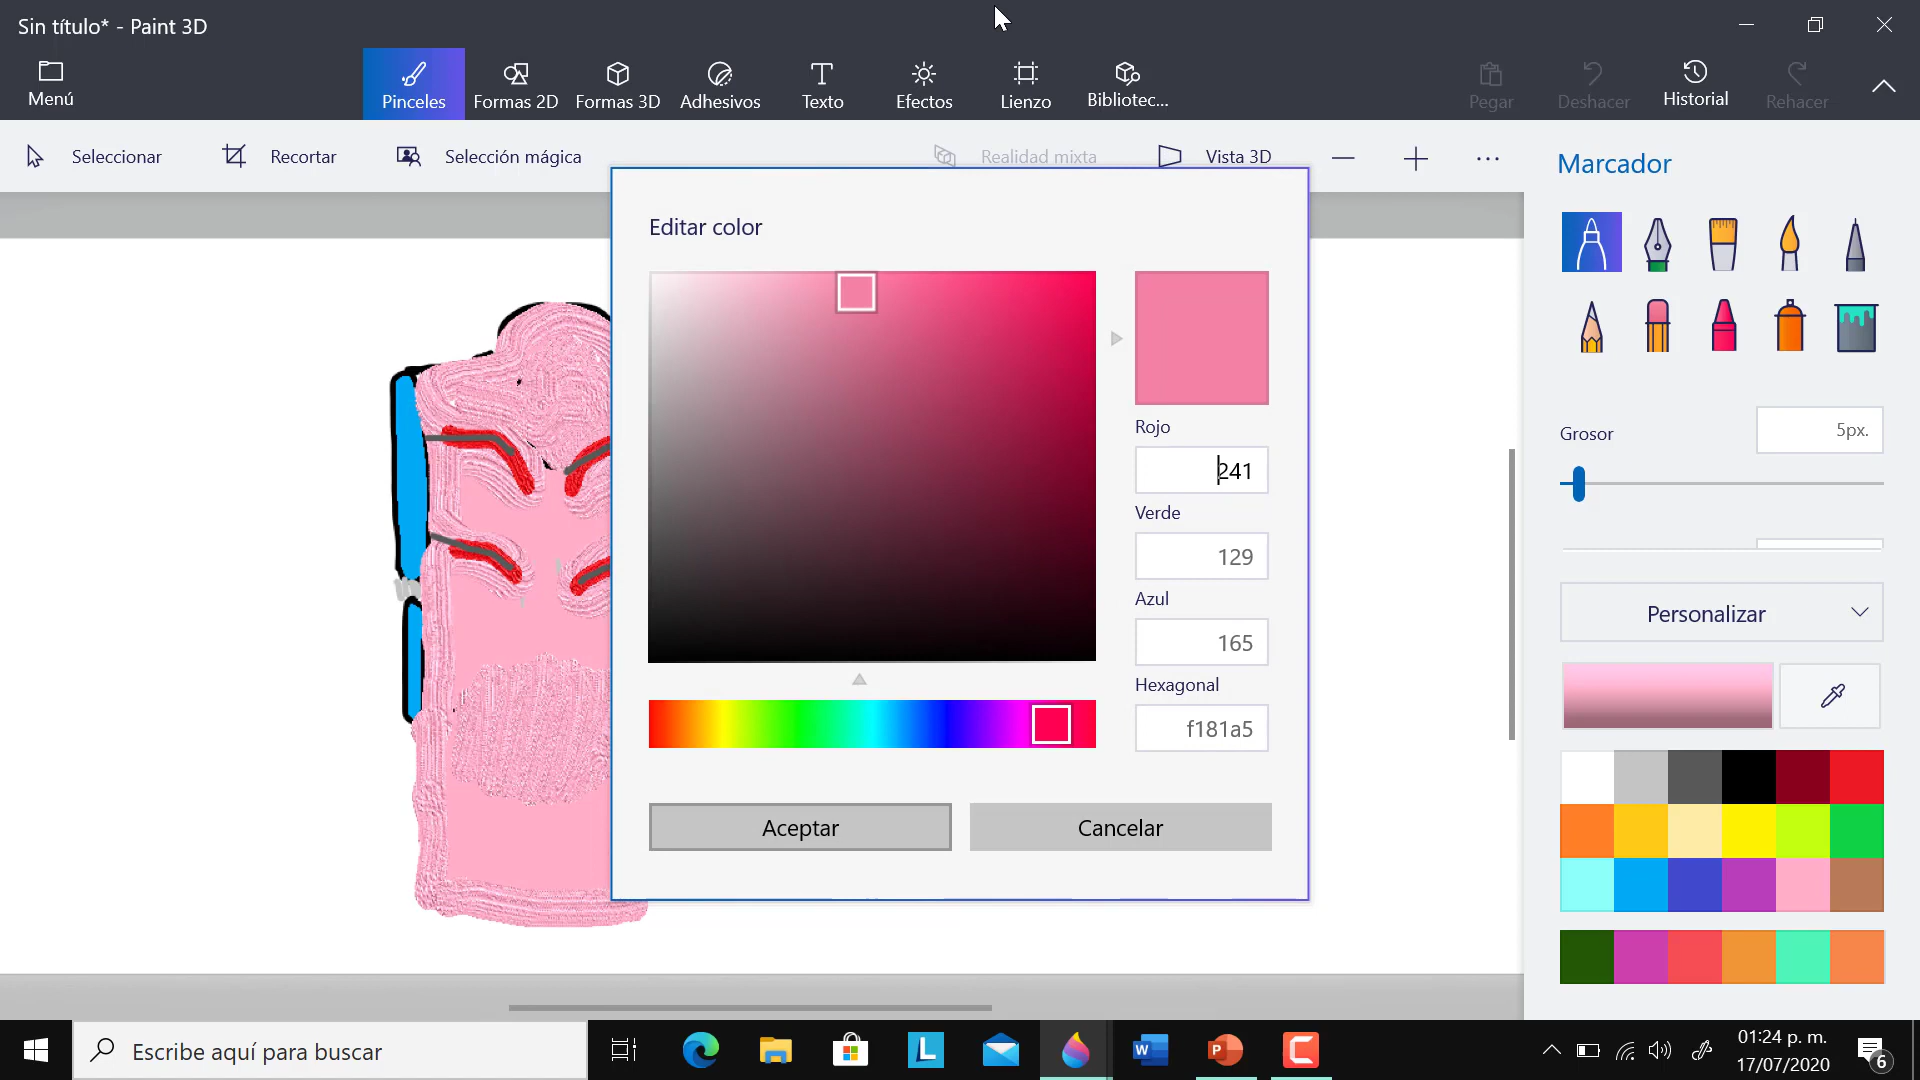 Sin título* - Paint 3D
Menú
Pinceles
Formas 2D
Formas 3D
Adhesivos
Texto
Efectos
Lienzo
Bibliotec...
Pegar
Deshacer
Historial
Rehacer
Seleccionar
Recortar
Selección mágica
Realidad mixta
Vista 3D
Marcador
Editar color
Rojo
241
Verde
129
Azul
165
Hexagonal
f181a5
Aceptar
Cancelar
Grosor
5px.
Personalizar
Escribe aquí para buscar
L
W
P
C
01:24 p. m.
17/07/2020
6